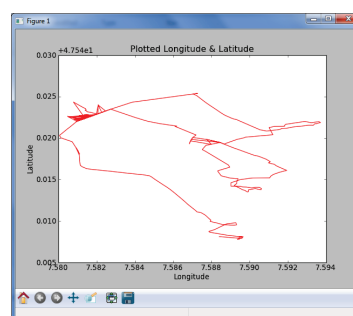 Figure 1
+4.754e1
Plotted Longitude & Latitude
0.030
0.025
0.020
0.015
0.010
0.005
Latitude
7.580 7.582 7.584 7.586 7.588 7.590 7.592 7.594
Longitude